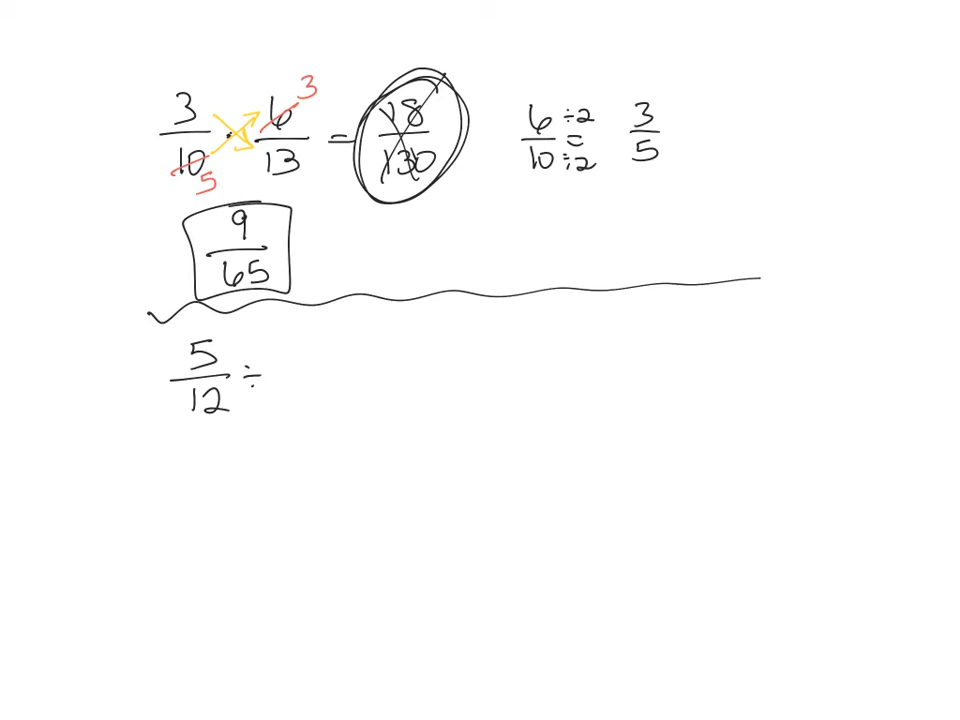 3/10 · 6/13 = 18/130
3
5
6/10 ÷2/÷2 = 3/5
9/65
5/12 ÷